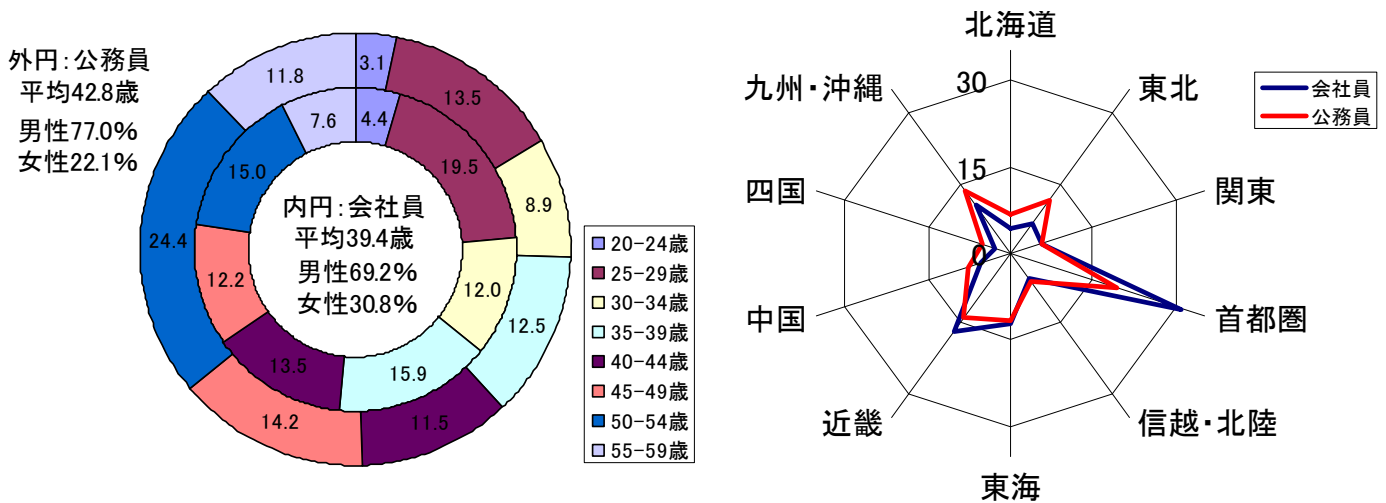 外円：公務員
平均42.8歳
男性77.0%
女性22.1%
3.1
13.5
8.9
12.5
11.5
14.2
24.4
11.8
4.4
19.5
12.0
15.9
13.5
12.2
15.0
7.6
内円：会社員
平均39.4歳
男性69.2%
女性30.8%
20-24歳
25-29歳
30-34歳
35-39歳
40-44歳
45-49歳
50-54歳
55-59歳
北海道
東北
関東
首都圏
信越・北陸
東海
近畿
中国
四国
九州・沖縄
30
15
0
会社員
公務員